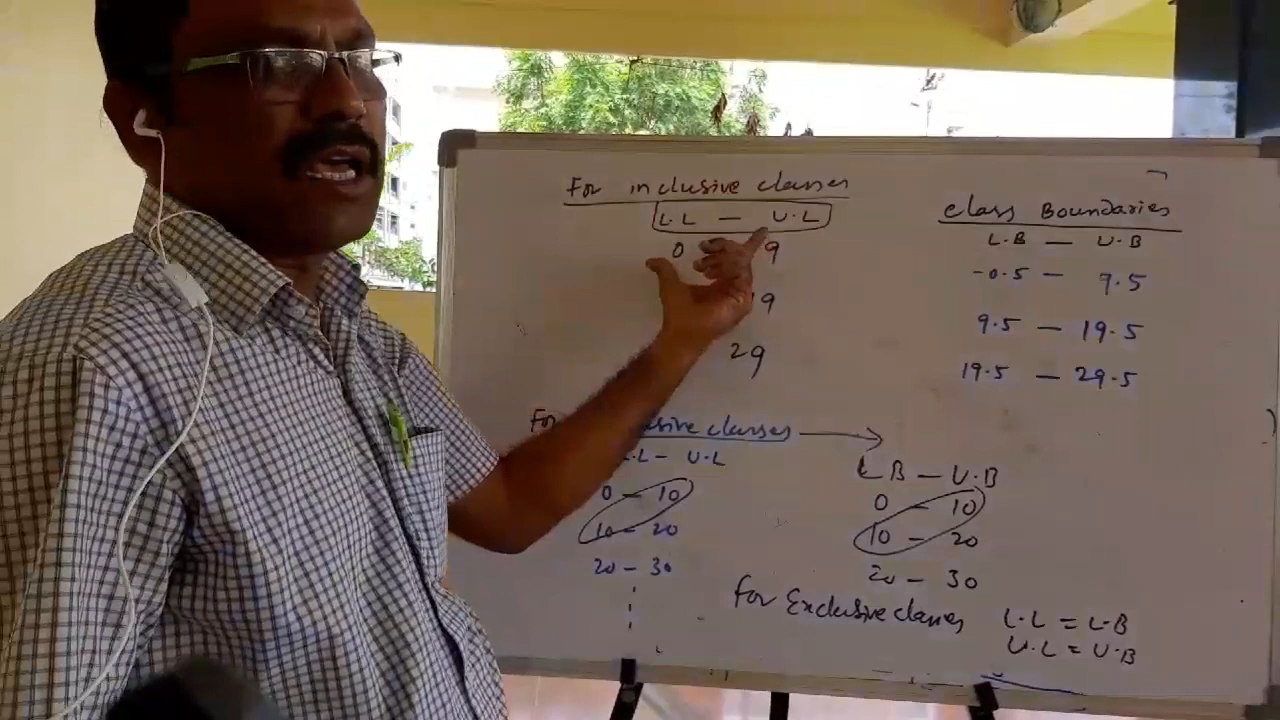 For inclusive classes
L.L — U.L
0 9
9
29
Class Boundaries
L.B — U.B
-0.5 — 9.5
9.5 — 19.5
19.5 — 29.5
classes
U.L
0 — 10
10 — 20
20 — 30
L B — U.B
0 — 10
10 — 20
20 — 30
For Exclusive classes
L.L = L.B
U.L = U.B